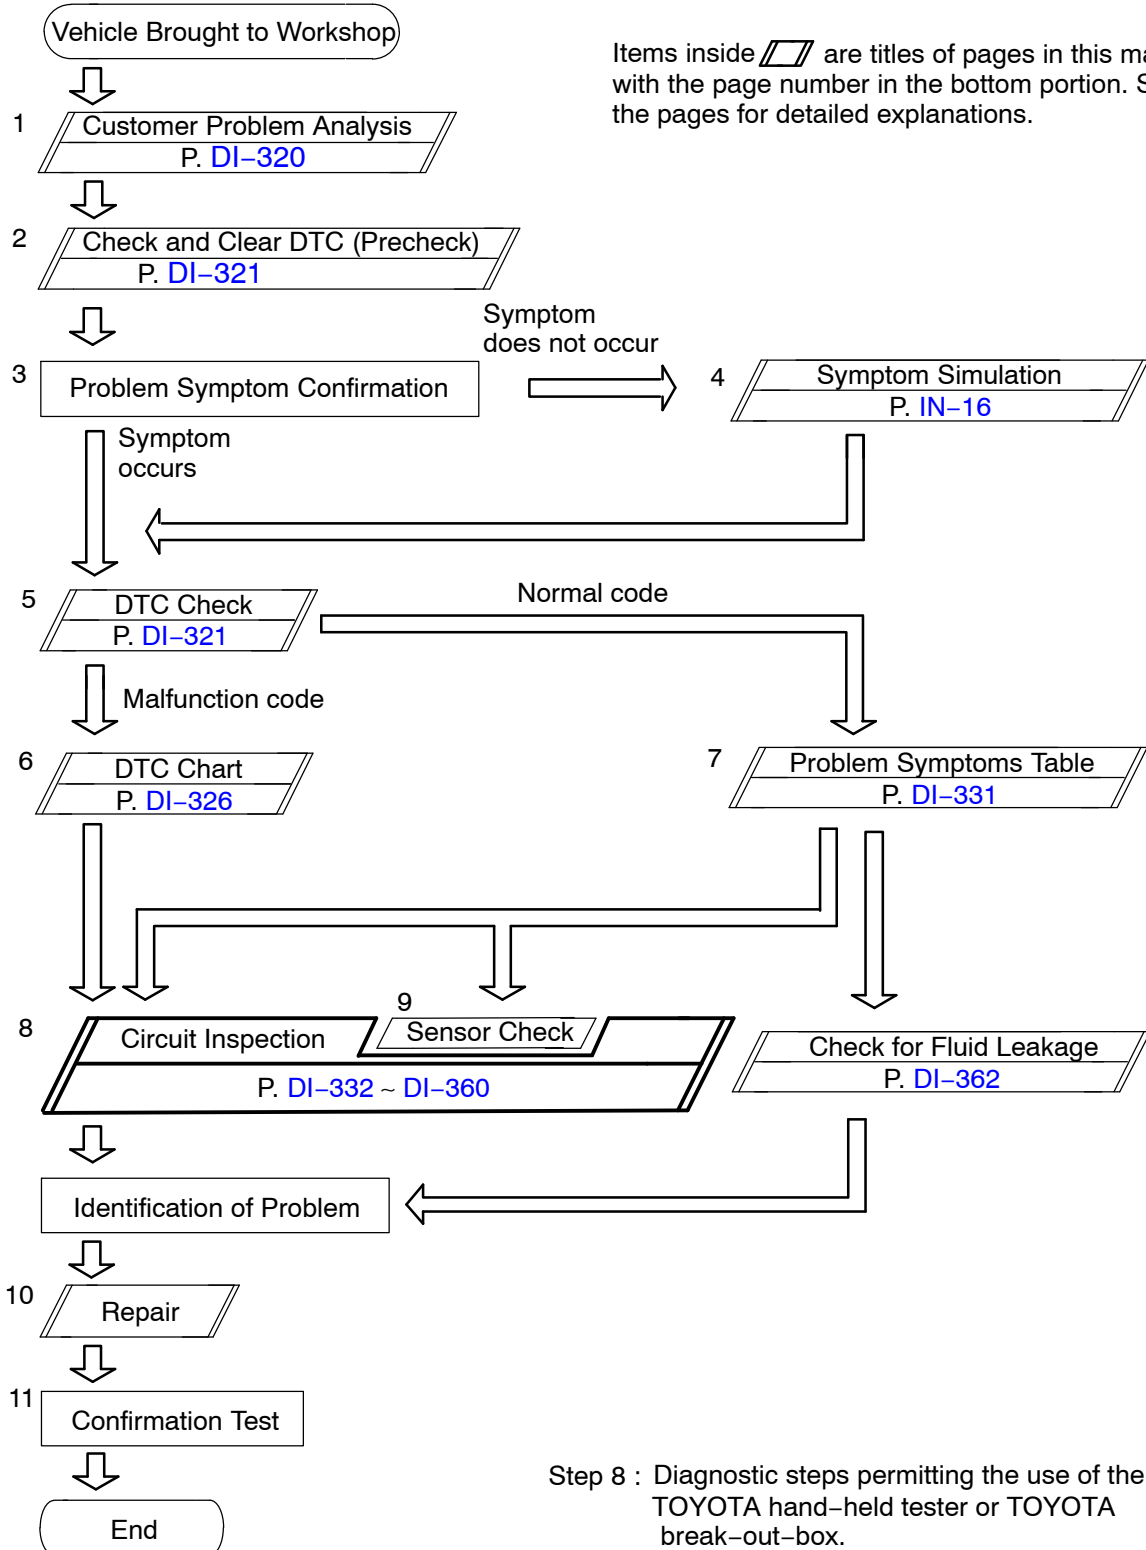 Vehicle Brought to Workshop
Items inside are titles of pages in this
with the page number in the bottom portion.
the pages for detailed explanations.
1
Customer Problem Analysis
P. DI–320
2
Check and Clear DTC (Precheck)
P. DI–321
Symptom
does not occur
3
Problem Symptom Confirmation
4
Symptom Simulation
P. IN–16
Symptom
occurs
5
DTC Check
P. DI–321
Normal code
Malfunction code
6
DTC Chart
P. DI–326
7
Problem Symptoms Table
P. DI–331
8
Circuit Inspection
9
Sensor Check
P. DI–332 ~ DI–360
Check for Fluid Leakage
P. DI–362
Identification of Problem
10
Repair
11
Confirmation Test
End
Step 8 : Diagnostic steps permitting the use of the
TOYOTA hand–held tester or TOYOTA
break–out–box.